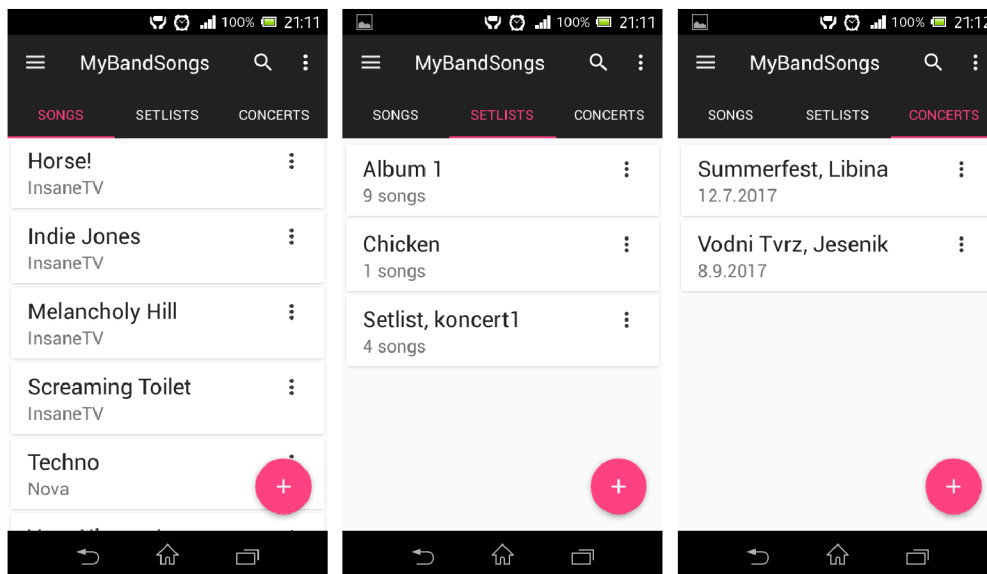 100% 21:11
MyBandSongs
SONGS SETLISTS CONCERTS
Horse!
InsaneTV
Indie Jones
InsaneTV
Melancholy Hill
InsaneTV
Screaming Toilet
InsaneTV
Techno
Nova
100% 21:11
MyBandSongs
SONGS SETLISTS CONCERTS
Album 1
9 songs
Chicken
1 songs
Setlist, koncert1
4 songs
100% 21:12
MyBandSongs
SONGS SETLISTS CONCERTS
Summerfest, Libina
12.7.2017
Vodni Tvrz, Jesenik
8.9.2017